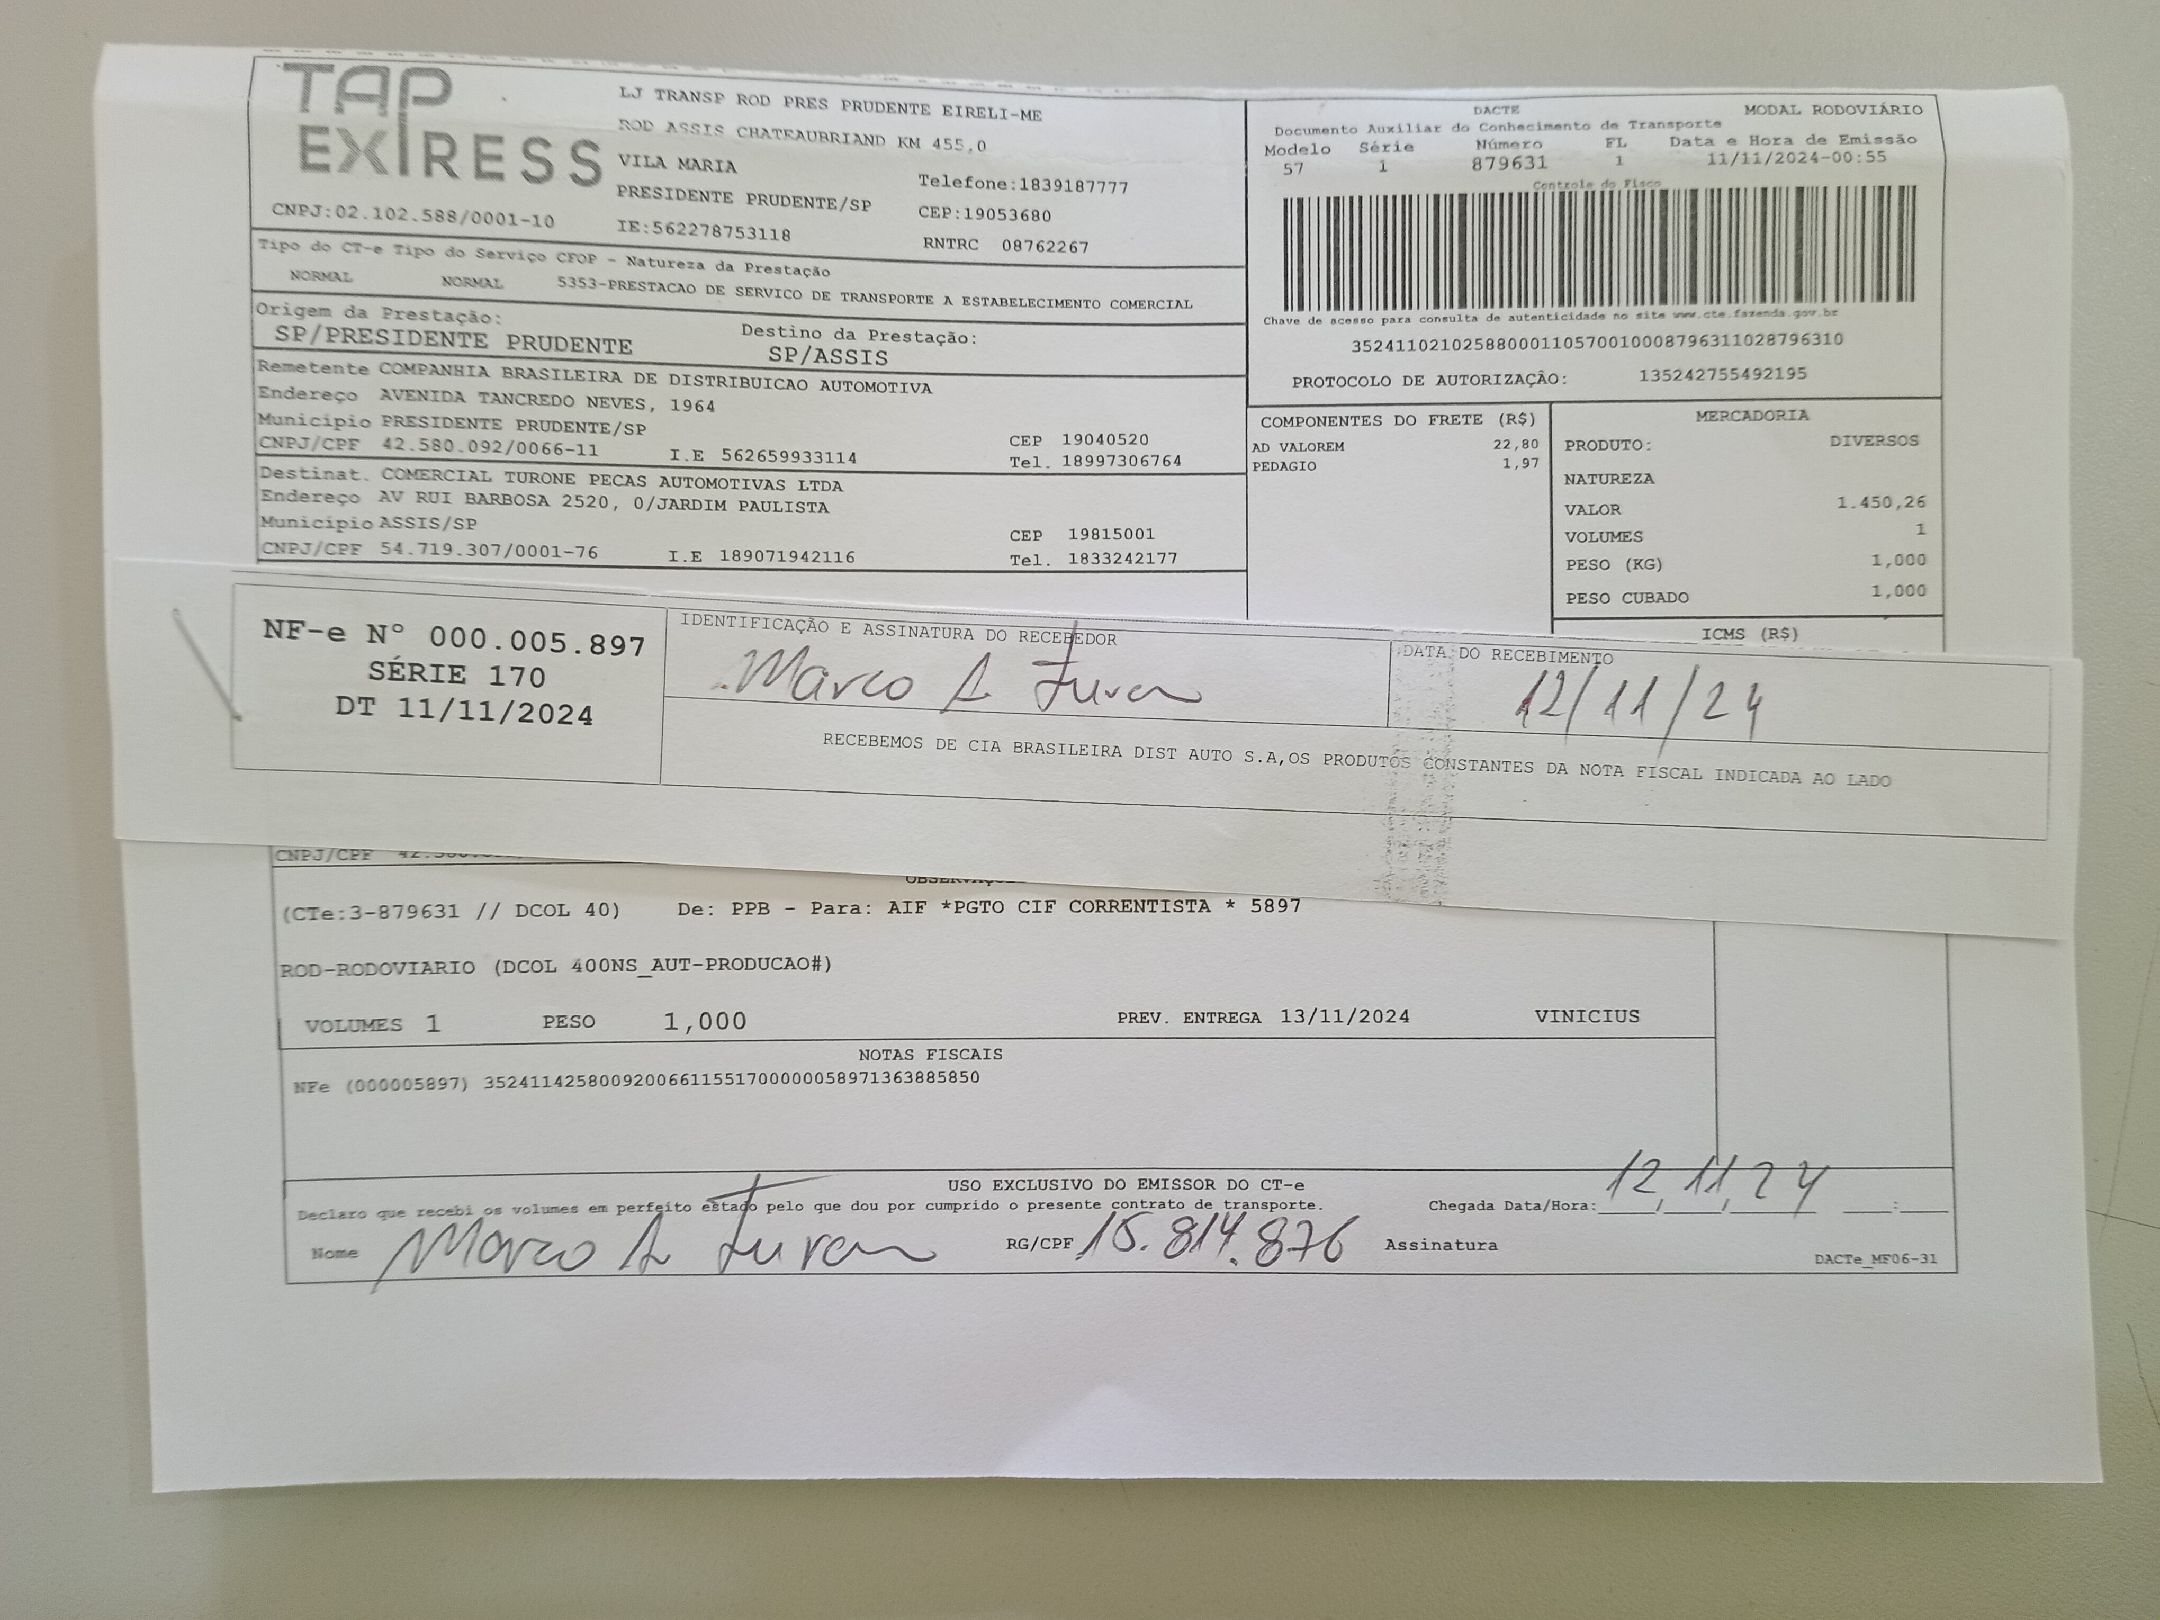 TAP EXPRESS
LJ TRANSP ROD PRES PRUDENTE EIRELI-ME
ROD ASSIS CHATEAUBRIAND KM 455,0
VILA MARIA
Telefone:1839187777
PRESIDENTE PRUDENTE/SP
CEP:19053680
CNPJ:02.102.588/0001-10
IE:562278753118
RNTRC 08762267
DACTE MODAL RODOVIÁRIO
Documento Auxiliar do Conhecimento de Transporte
Modelo Série Número FL Data e Hora de Emissão
57 1 879631 1 11/11/2024-00:55
Controle do Fisco
Chave de acesso para consulta de autenticidade no site www.cte.fazenda.gov.br
35241102102588000110570010008796311028796310
PROTOCOLO DE AUTORIZAÇÃO: 135242755492195
Tipo do CT-e Tipo do Serviço CFOP - Natureza da Prestação
NORMAL NORMAL 5353-PRESTACAO DE SERVICO DE TRANSPORTE A ESTABELECIMENTO COMERCIAL
Origem da Prestação: Destino da Prestação:
SP/PRESIDENTE PRUDENTE SP/ASSIS
Remetente COMPANHIA BRASILEIRA DE DISTRIBUICAO AUTOMOTIVA
Endereço AVENIDA TANCREDO NEVES, 1964
Município PRESIDENTE PRUDENTE/SP CEP 19040520
CNPJ/CPF 42.580.092/0066-11 I.E 562659933114 Tel. 18997306764
Destinat. COMERCIAL TURONE PECAS AUTOMOTIVAS LTDA
Endereço AV RUI BARBOSA 2520, 0/JARDIM PAULISTA
Município ASSIS/SP CEP 19815001
CNPJ/CPF 54.719.307/0001-76 I.E 189071942116 Tel. 1833242177
COMPONENTES DO FRETE (R$)
AD VALOREM 22,80
PEDAGIO 1,97
MERCADORIA
PRODUTO: DIVERSOS
NATUREZA
VALOR 1.450,26
VOLUMES 1
PESO (KG) 1,000
PESO CUBADO 1,000
ICMS (R$)
NF-e Nº 000.005.897
SÉRIE 170
DT 11/11/2024
IDENTIFICAÇÃO E ASSINATURA DO RECEBEDOR
Marco A
DATA DO RECEBIMENTO
12/11/24
RECEBEMOS DE CIA BRASILEIRA DIST AUTO S.A,OS PRODUTOS CONSTANTES DA NOTA FISCAL INDICADA AO LADO
CNPJ/CPF
(CTe:3-879631 // DCOL 40) De: PPB - Para: AIF *PGTO CIF CORRENTISTA * 5897
ROD-RODOVIARIO (DCOL 400NS_AUT-PRODUCAO#)
VOLUMES 1 PESO 1,000 PREV. ENTREGA 13/11/2024 VINICIUS
NOTAS FISCAIS
NFe (000005897) 35241142580092006611551700000058971363885850
USO EXCLUSIVO DO EMISSOR DO CT-e
Declaro que recebi os volumes em perfeito estado pelo que dou por cumprido o presente contrato de transporte. Chegada Data/Hora: 12/11/24
Nome Marco A RG/CPF 15.814.876 Assinatura
DACTe_MF06-31